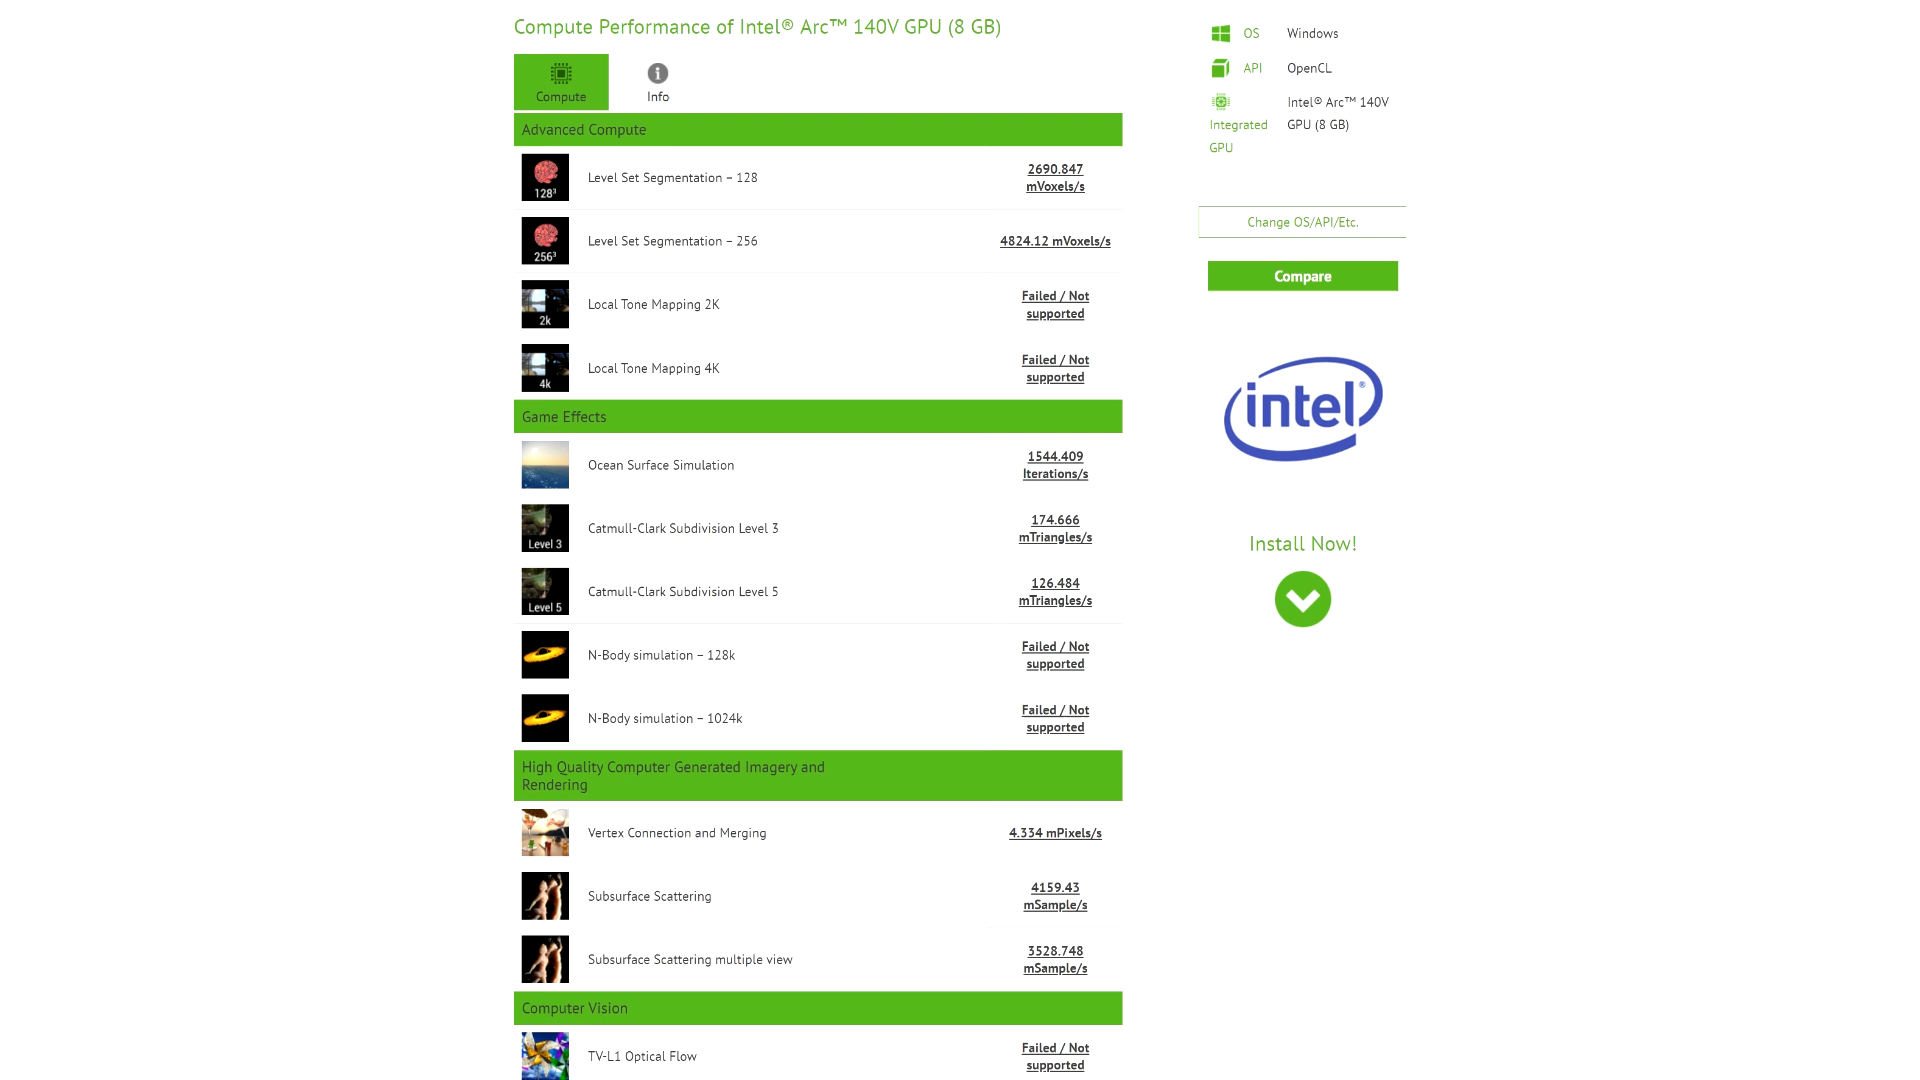 Compute Performance of Intel® Arc™ 140V GPU (8 GB)
Compute
Info
Advanced Compute
128³
Level Set Segmentation – 128
2690.847
mVoxels/s
256³
Level Set Segmentation – 256
4824.12 mVoxels/s
2k
Local Tone Mapping 2K
Failed / Not
supported
4k
Local Tone Mapping 4K
Failed / Not
supported
Game Effects
Ocean Surface Simulation
1544.409
Iterations/s
Level 3
Catmull-Clark Subdivision Level 3
174.666
mTriangles/s
Level 5
Catmull-Clark Subdivision Level 5
126.484
mTriangles/s
N-Body simulation – 128k
Failed / Not
supported
N-Body simulation – 1024k
Failed / Not
supported
High Quality Computer Generated Imagery and
Rendering
Vertex Connection and Merging
4.334 mPixels/s
Subsurface Scattering
4159.43
mSample/s
Subsurface Scattering multiple view
3528.748
mSample/s
Computer Vision
TV-L1 Optical Flow
Failed / Not
supported
OS
Windows
API
OpenCL
Integrated
GPU
Intel® Arc™ 140V
GPU (8 GB)
Change OS/API/Etc.
Compare
intel®
Install Now!